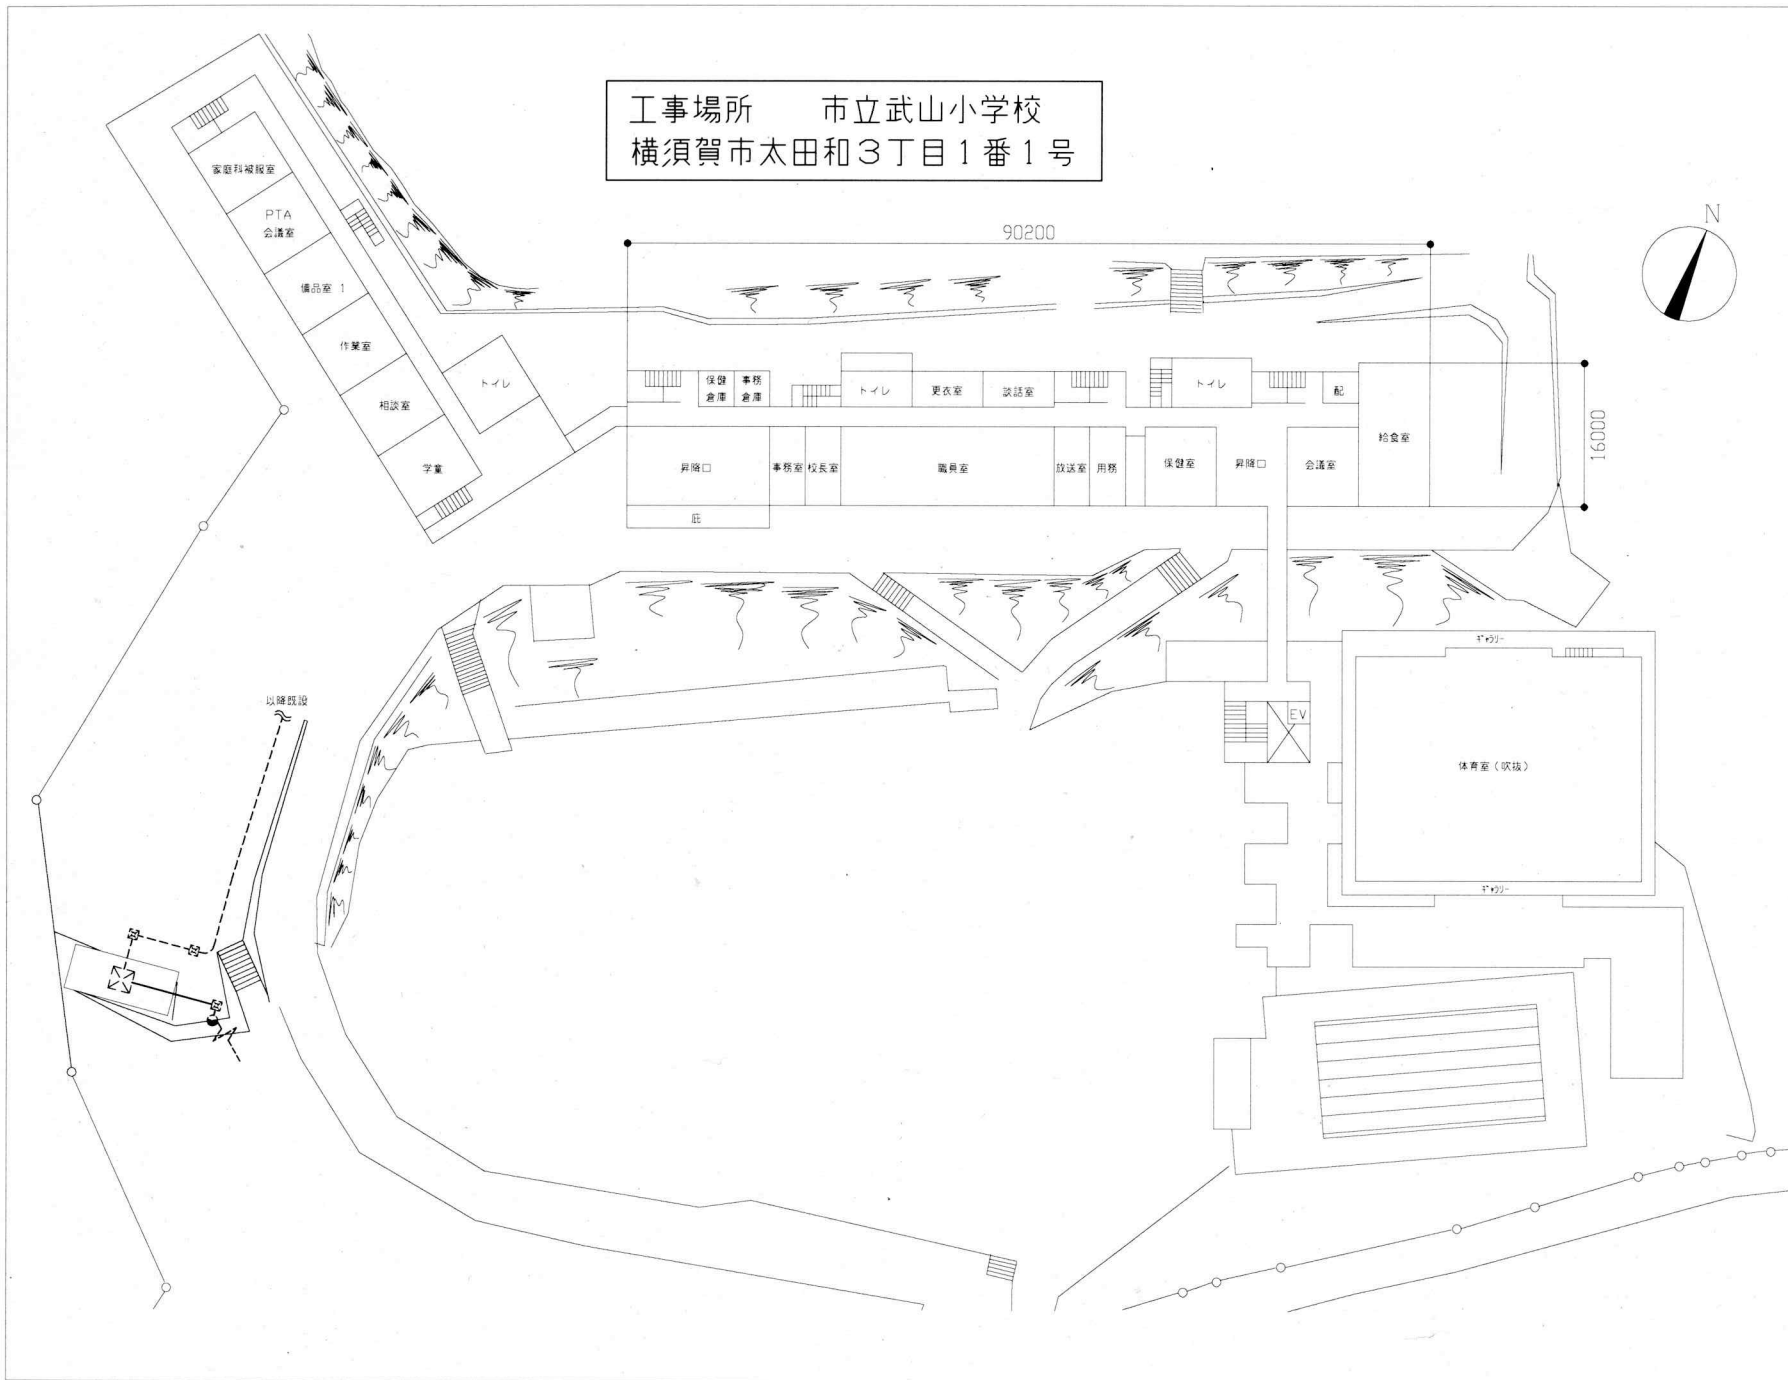 工事場所　　市立武山小学校
横須賀市太田和３丁目１番１号
N
90200
16000
家庭科被服室
PTA
会議室
備品室 1
作業室
相談室
学童
トイレ
保健
倉庫
事務
倉庫
トイレ
更衣室
談話室
トイレ
配
給食室
昇降口
事務室
校長室
職員室
放送室
用務
保健室
昇降口
会議室
庇
ギャラリー
EV
体育室（吹抜）
ギャラリー
以降既設